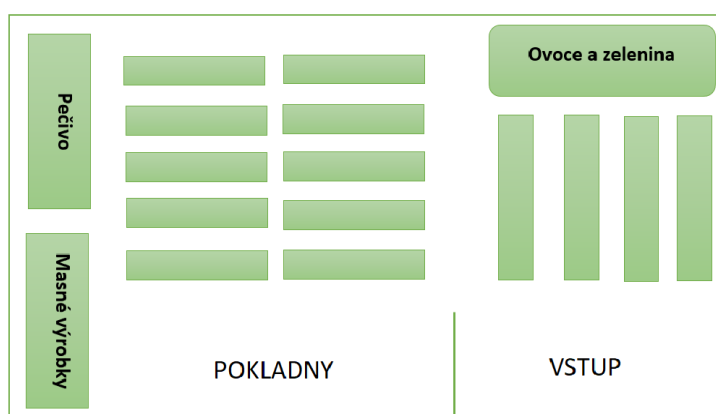 Ovoce a zelenina
Pečivo
Masné výrobky
POKLADNY
VSTUP